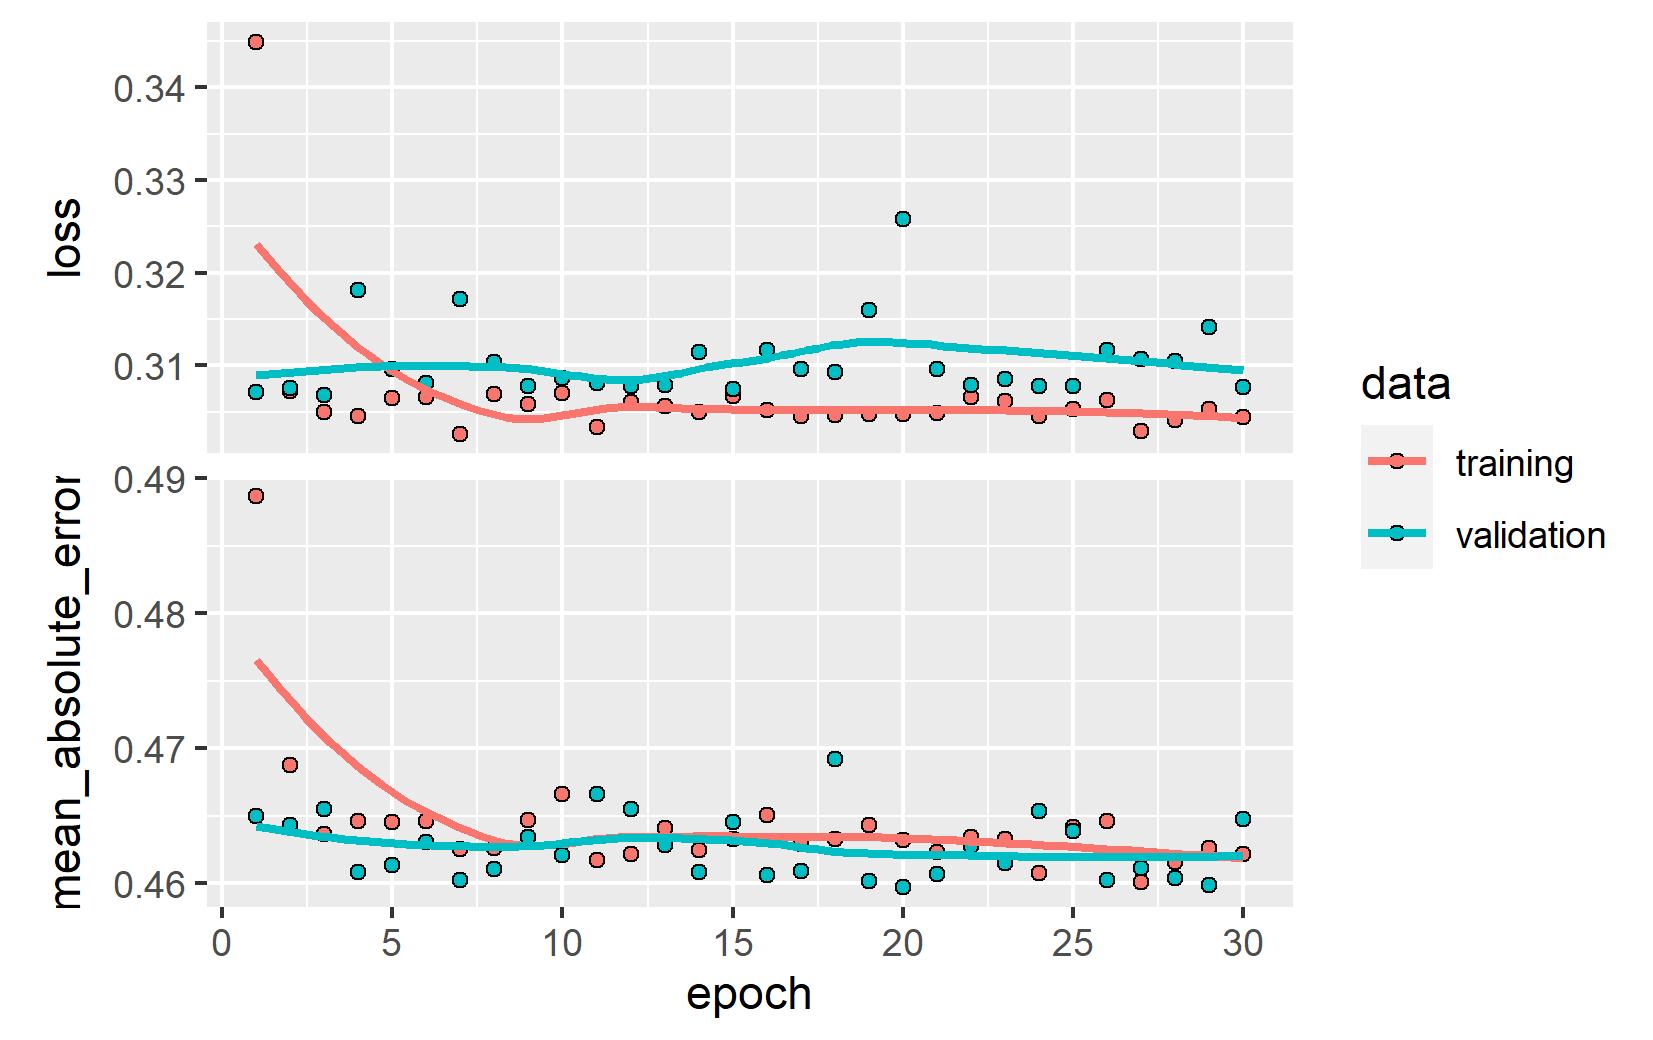 loss
0.34
0.33
0.32
0.31
mean_absolute_error
0.49
0.48
0.47
0.46
0 5 10 15 20 25 30
epoch
data
training
validation